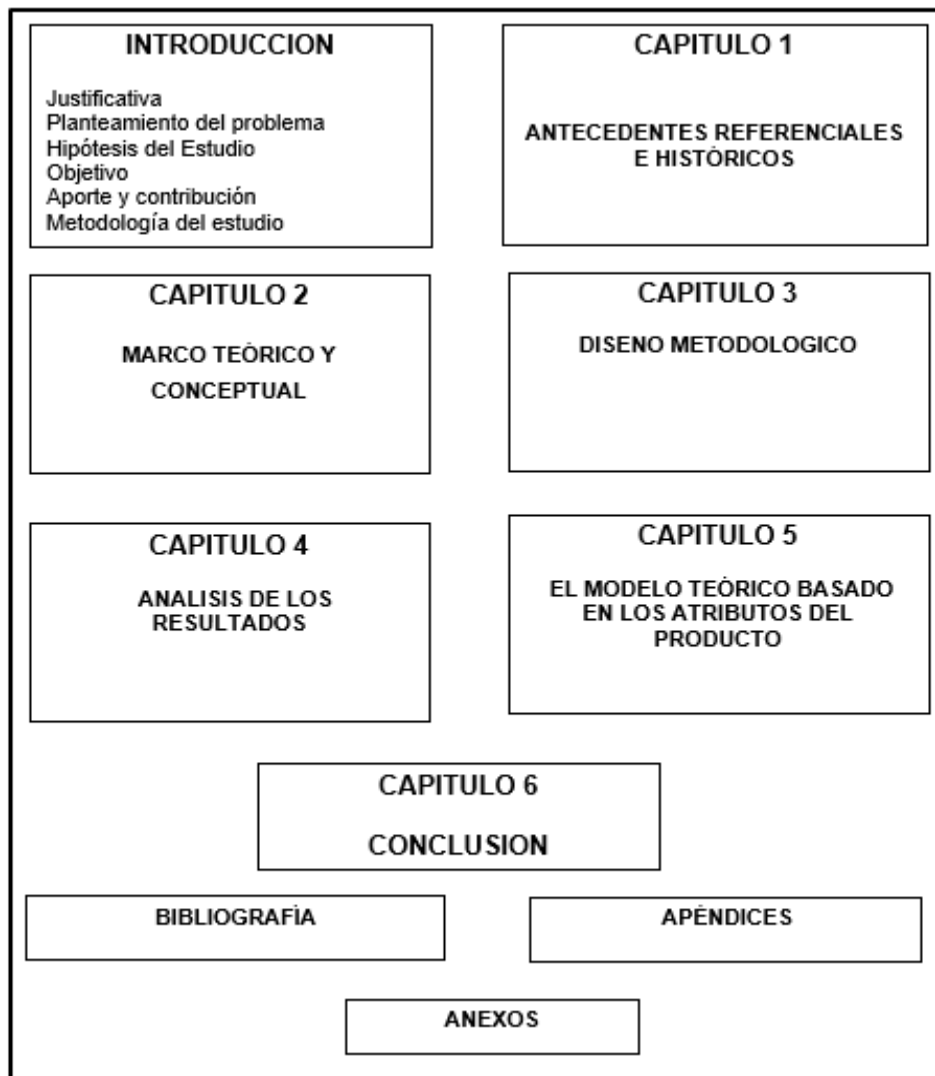 INTRODUCCION
Justificativa
Planteamiento del problema
Hipótesis del Estudio
Objetivo
Aporte y contribución
Metodología del estudio
CAPITULO 1
ANTECEDENTES REFERENCIALES
E HISTÓRICOS
CAPITULO 2
MARCO TEÓRICO Y
CONCEPTUAL
CAPITULO 3
DISENO METODOLOGICO
CAPITULO 4
ANALISIS DE LOS
RESULTADOS
CAPITULO 5
EL MODELO TEÓRICO BASADO
EN LOS ATRIBUTOS DEL
PRODUCTO
CAPITULO 6
CONCLUSION
BIBLIOGRAFÍA
APÉNDICES
ANEXOS